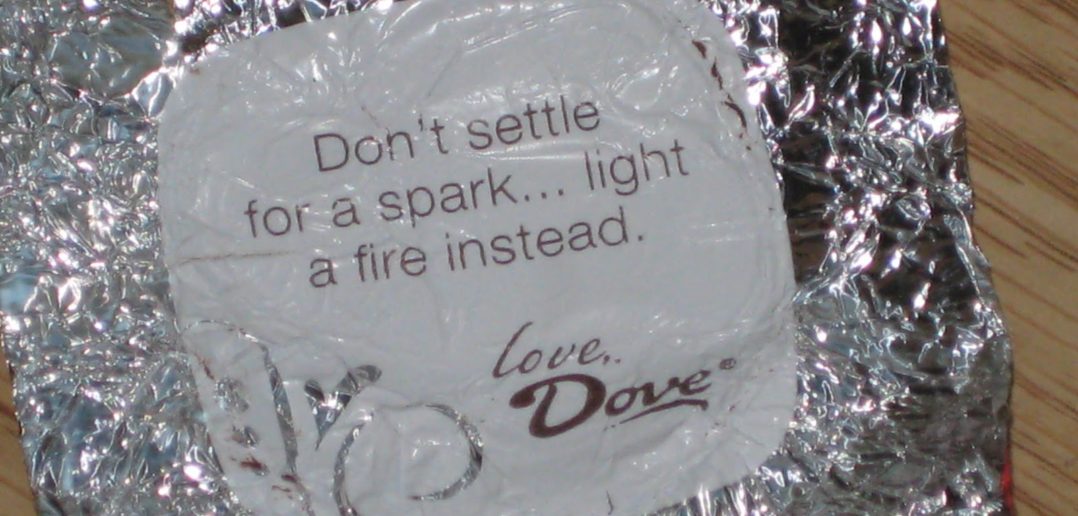 Don't settle
for a spark... light
a fire instead.
Love,.
Dove®